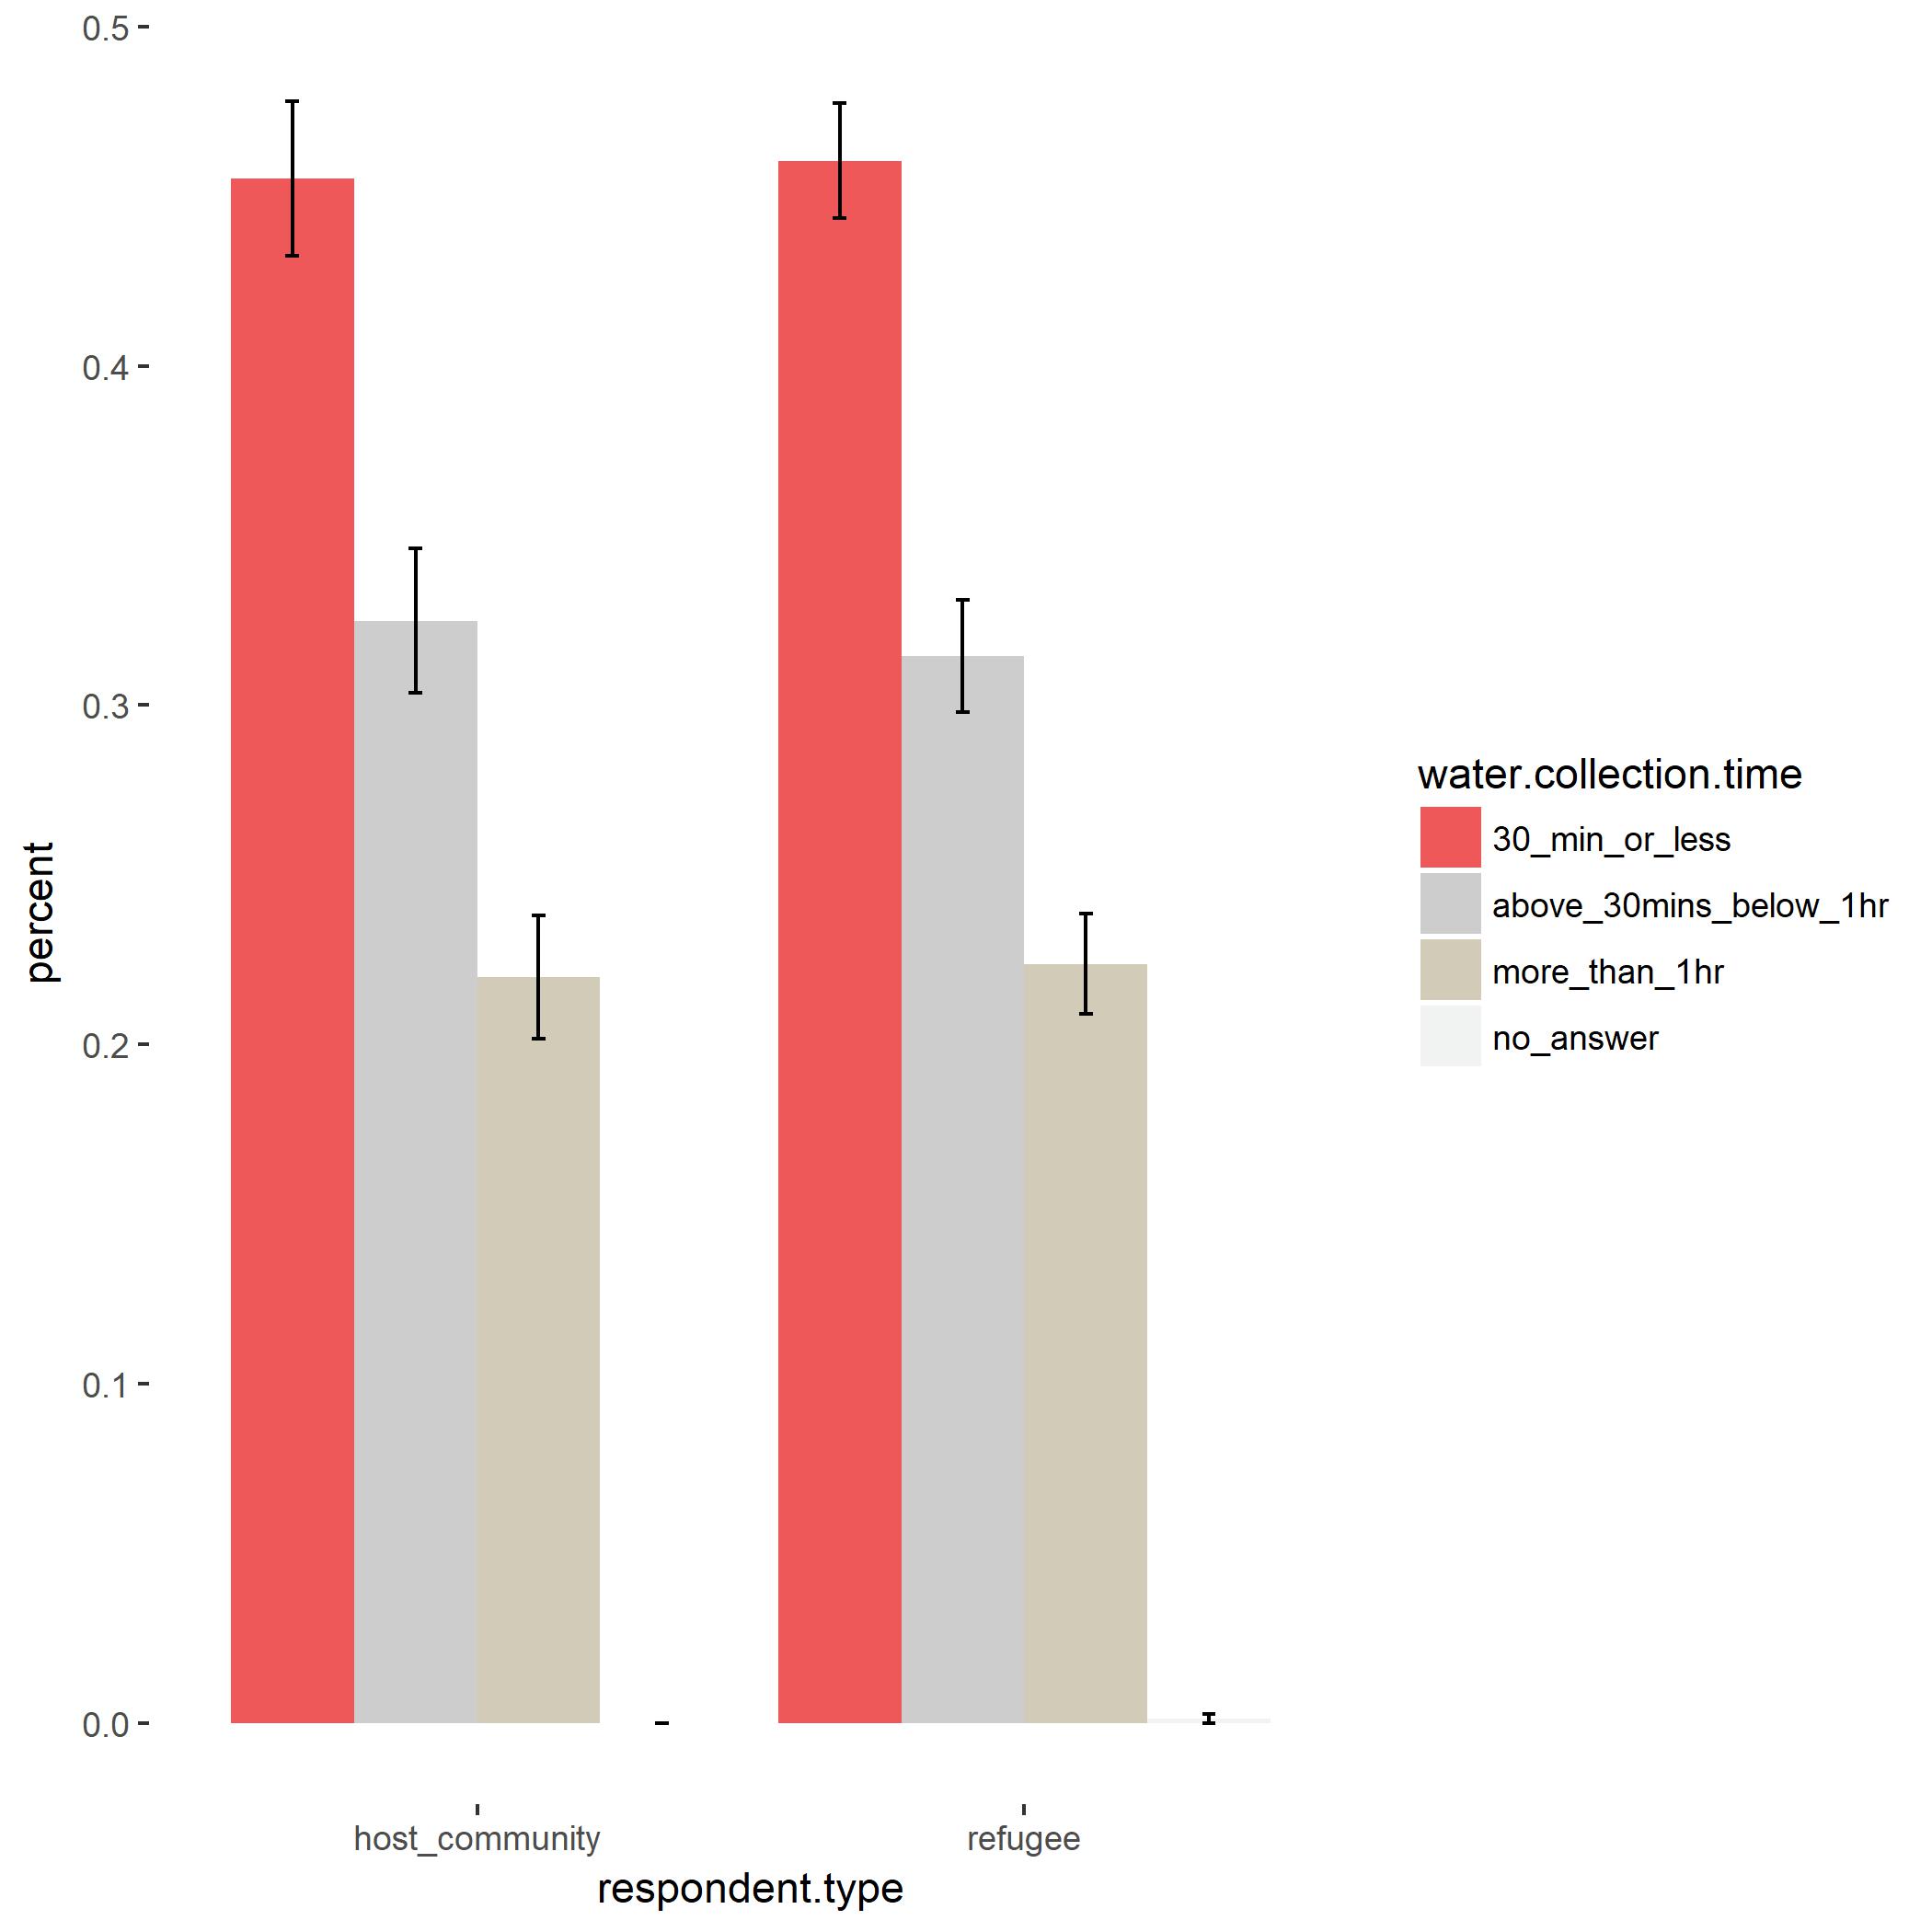 0.5
0.4
0.3
0.2
0.1
0.0
percent
host_community
refugee
respondent.type
water.collection.time
30_min_or_less
above_30mins_below_1hr
more_than_1hr
no_answer